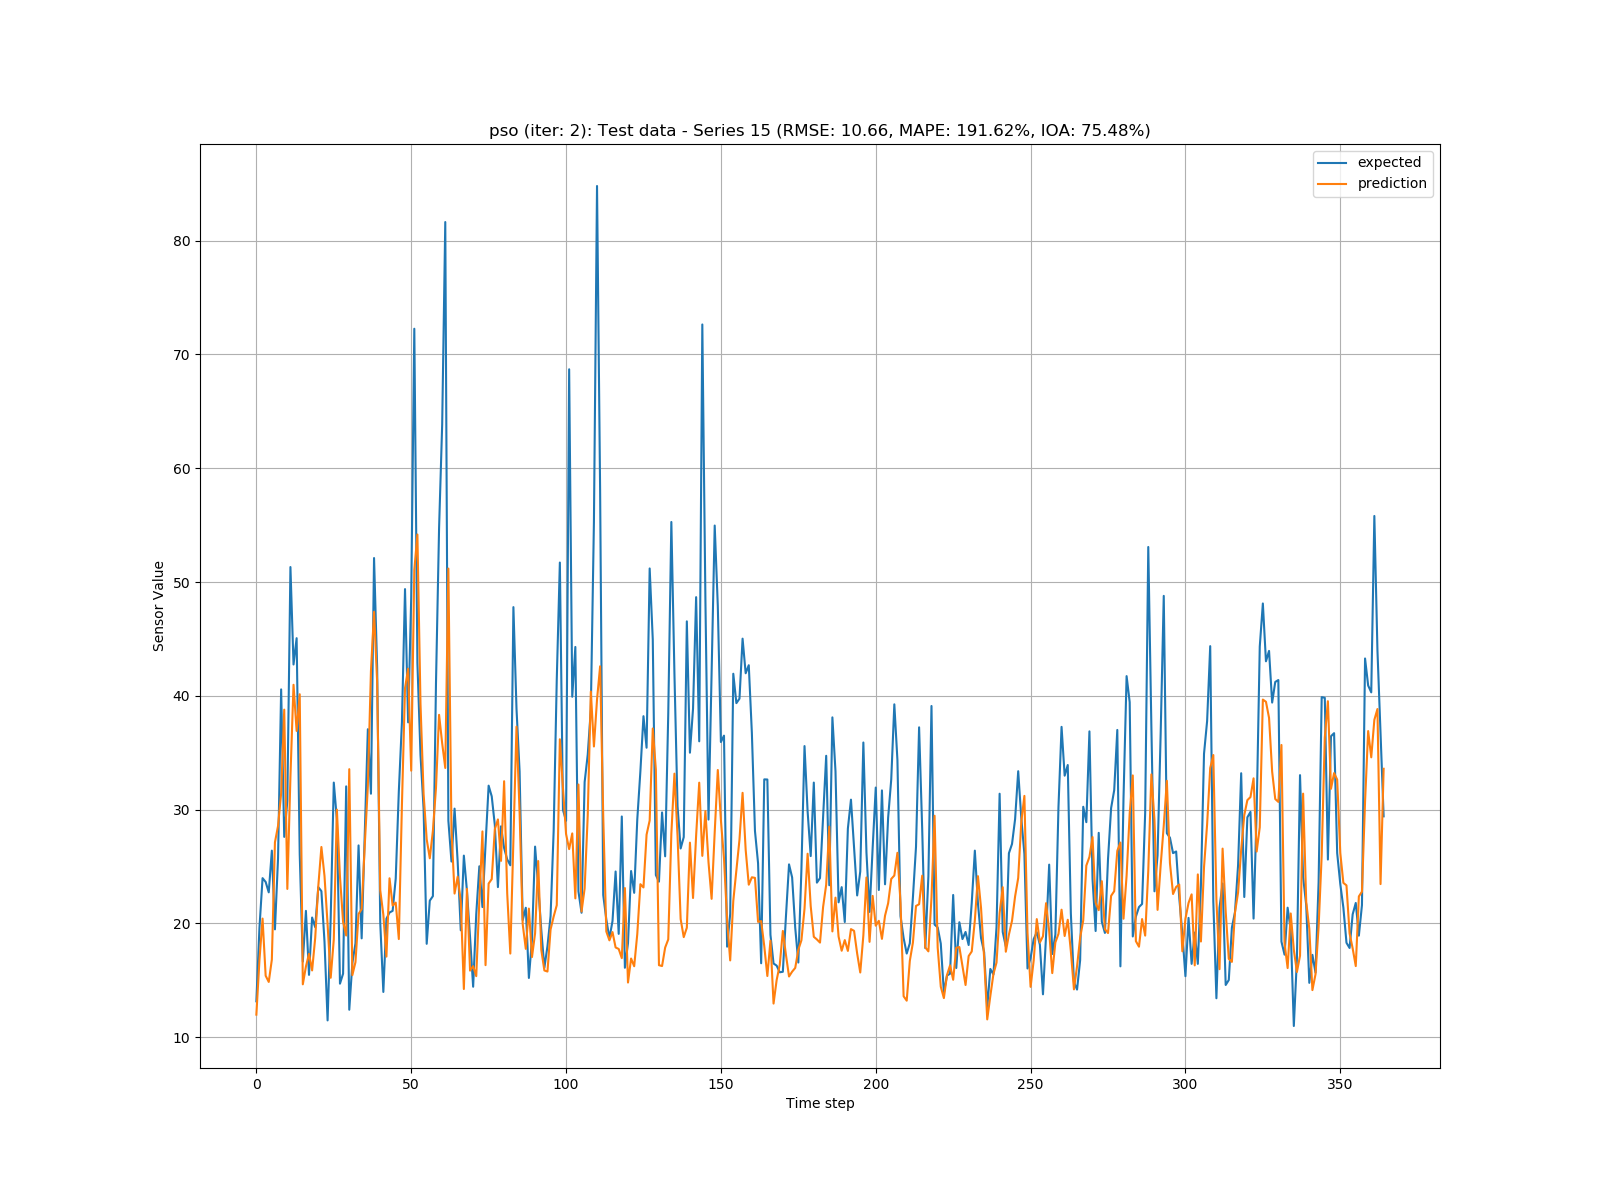 pso (iter: 2): Test data - Series 15 (RMSE: 10.66, MAPE: 191.62%, IOA: 75.48%)
expected
prediction
80
70
60
50
40
30
20
10
Sensor Value
0 50 100 150 200 250 300 350
Time step